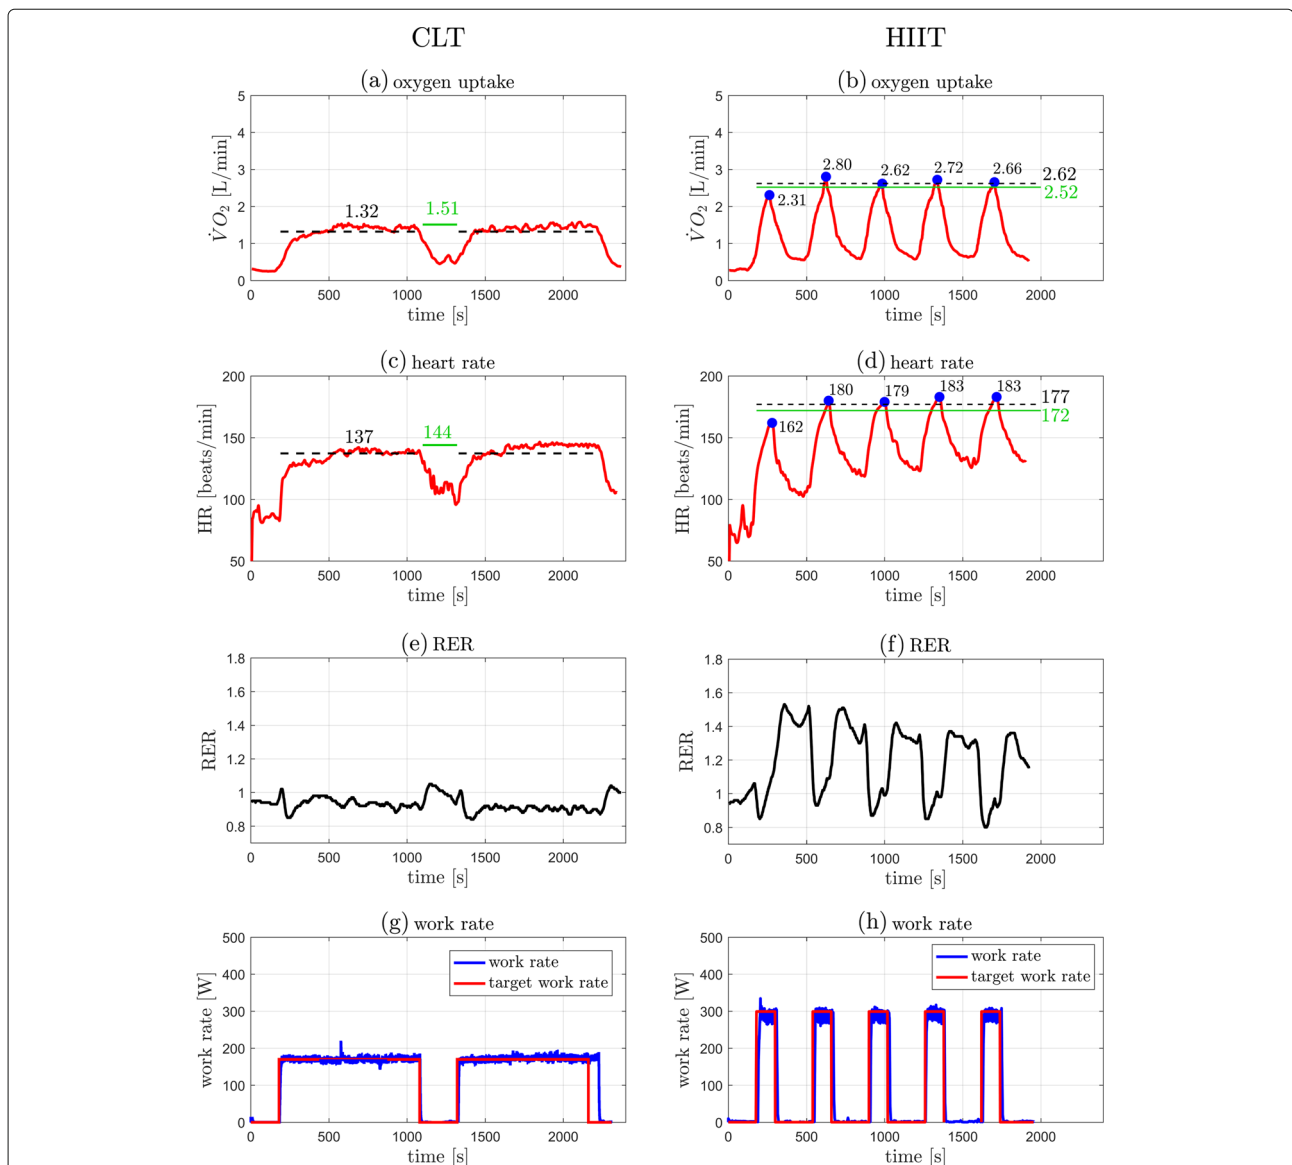 CLT
HIIT
(a) oxygen uptake
5
4
3
2
1
0
V̇O2 [L/min]
1.32
1.51
0 500 1000 1500 2000
time [s]
(b) oxygen uptake
5
4
3
2
1
0
V̇O2 [L/min]
2.31
2.80
2.62
2.72
2.66
2.62
2.52
0 500 1000 1500 2000
time [s]
(c) heart rate
200
150
100
50
HR [beats/min]
137
144
0 500 1000 1500 2000
time [s]
(d) heart rate
200
150
100
50
HR [beats/min]
162
180
179
183
183
177
172
0 500 1000 1500 2000
time [s]
(e) RER
1.8
1.6
1.4
1.2
1
0.8
RER
0 500 1000 1500 2000
time [s]
(f) RER
1.8
1.6
1.4
1.2
1
0.8
RER
0 500 1000 1500 2000
time [s]
(g) work rate
500
400
300
200
100
0
work rate [W]
work rate
target work rate
0 500 1000 1500 2000
time [s]
(h) work rate
500
400
300
200
100
0
work rate [W]
work rate
target work rate
0 500 1000 1500 2000
time [s]